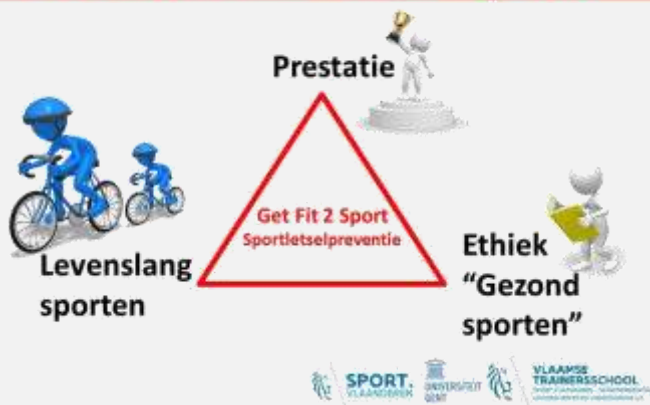 Prestatie
Get Fit 2 Sport
Sportletselpreventie
Levenslang
sporten
Ethiek
“Gezond
sporten”
SPORT.
VLAANDEREN
UNIVERSITEIT
GENT
VLAAMSE
TRAINERSSCHOOL